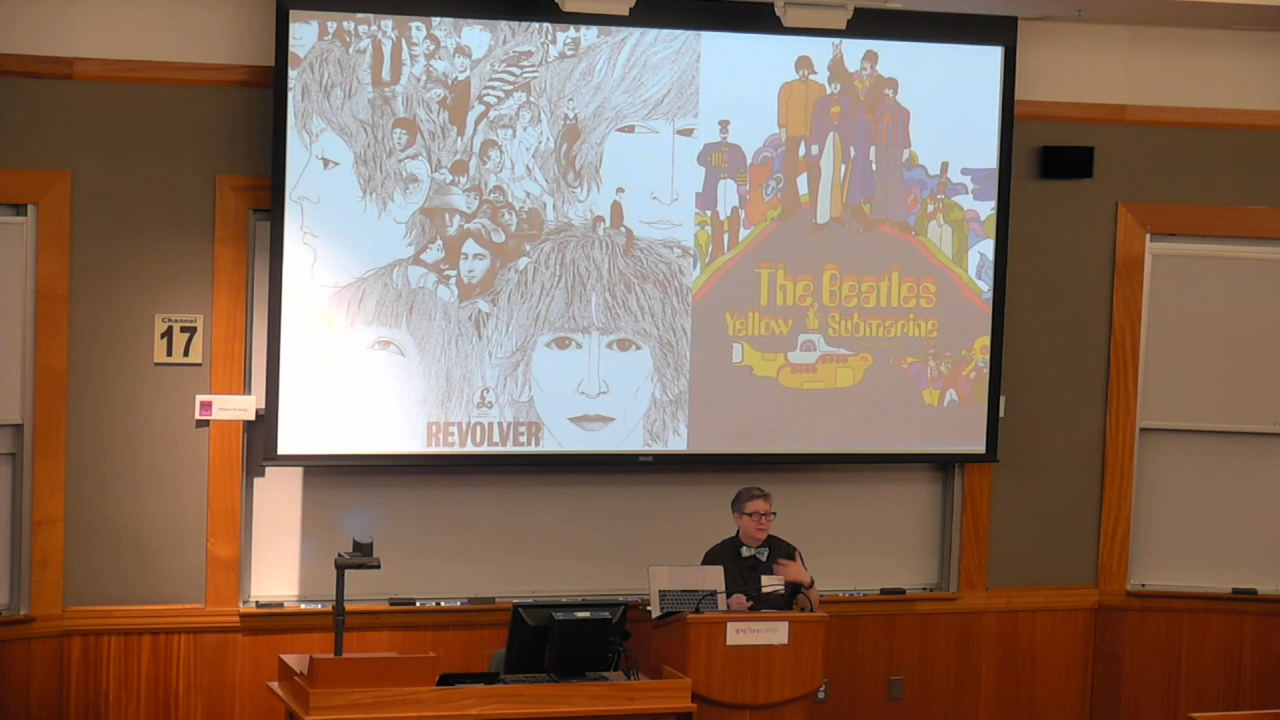 The Beatles
Yellow Submarine
REVOLVER
Channel
17